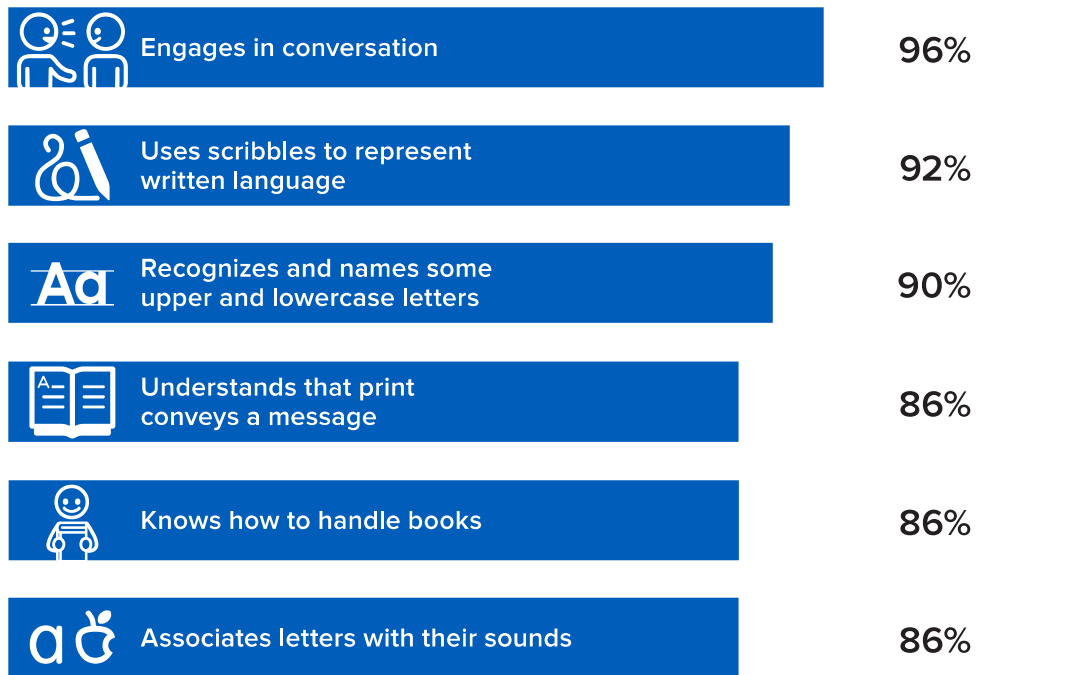 Engages in conversation
96%
Uses scribbles to represent
written language
92%
Aa
Recognizes and names some
upper and lowercase letters
90%
A
Understands that print
conveys a message
86%
Knows how to handle books
86%
a
Associates letters with their sounds
86%